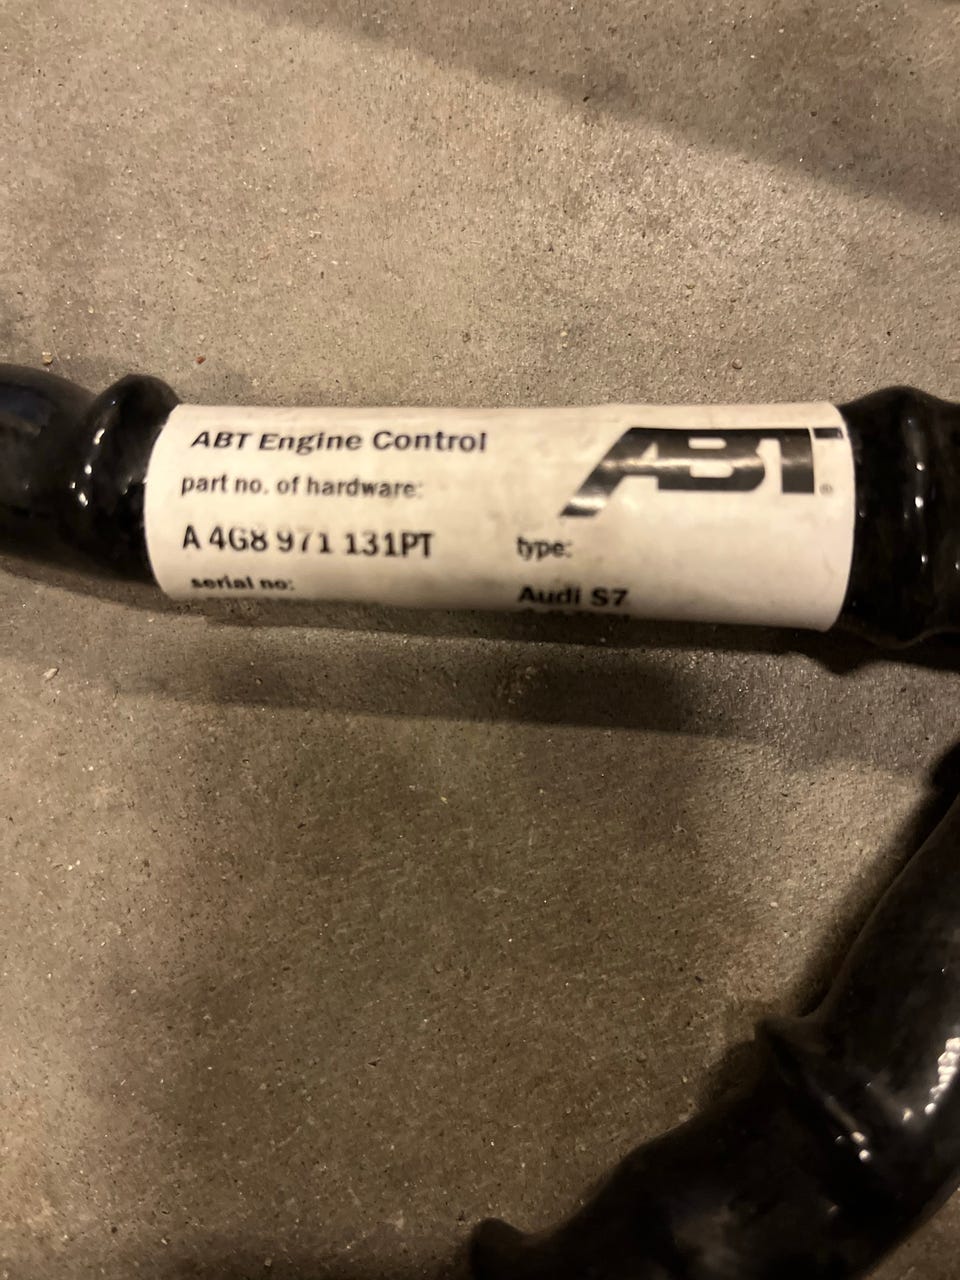 ABT Engine Control
ABT®
part no. of hardware:
A 4G8 971 131PT
type:
serial no:
Audi S7